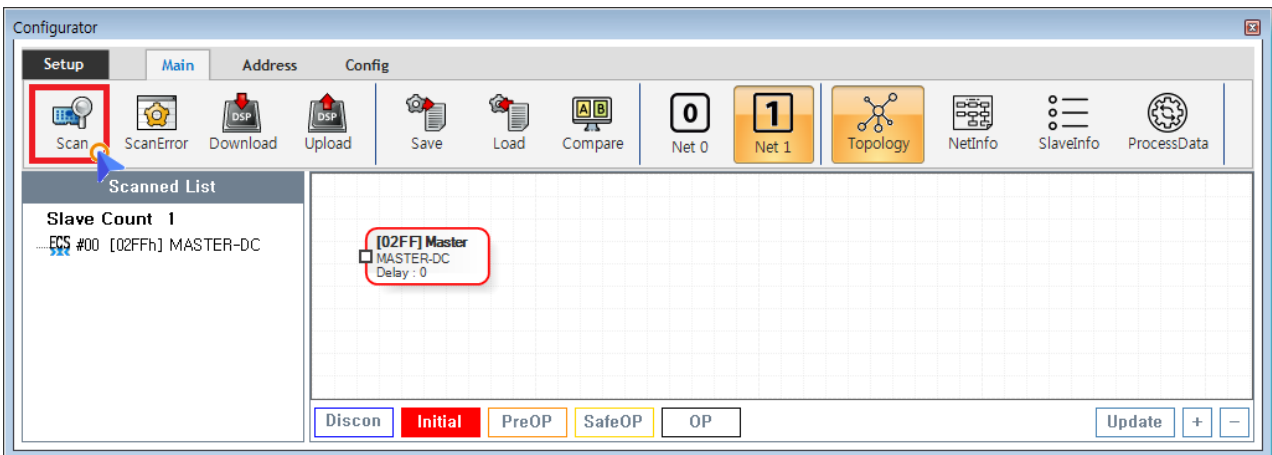 Configurator
Setup Main Address Config
DSP DSP A B 0 1
Scan ScanError Download Upload Save Load Compare Net 0 Net 1 Topology NetInfo SlaveInfo ProcessData
Scanned List
Slave Count 1
ECS #00 [02FFh] MASTER-DC
[02FF] Master
MASTER-DC
Delay : 0
Discon Initial PreOP SafeOP OP Update + −